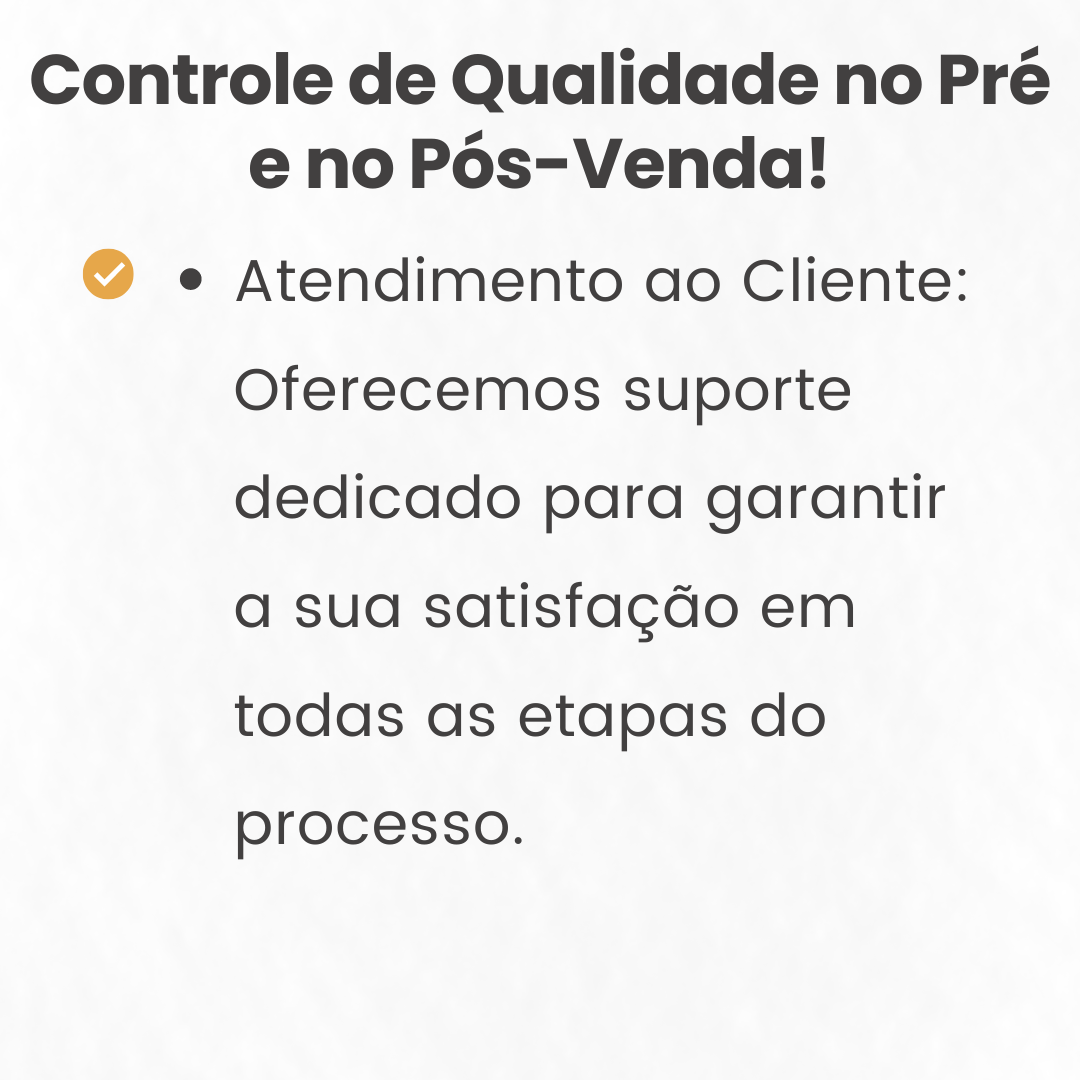 Controle de Qualidade no Pré
e no Pós-Venda!
• Atendimento ao Cliente:
Oferecemos suporte
dedicado para garantir
a sua satisfação em
todas as etapas do
processo.